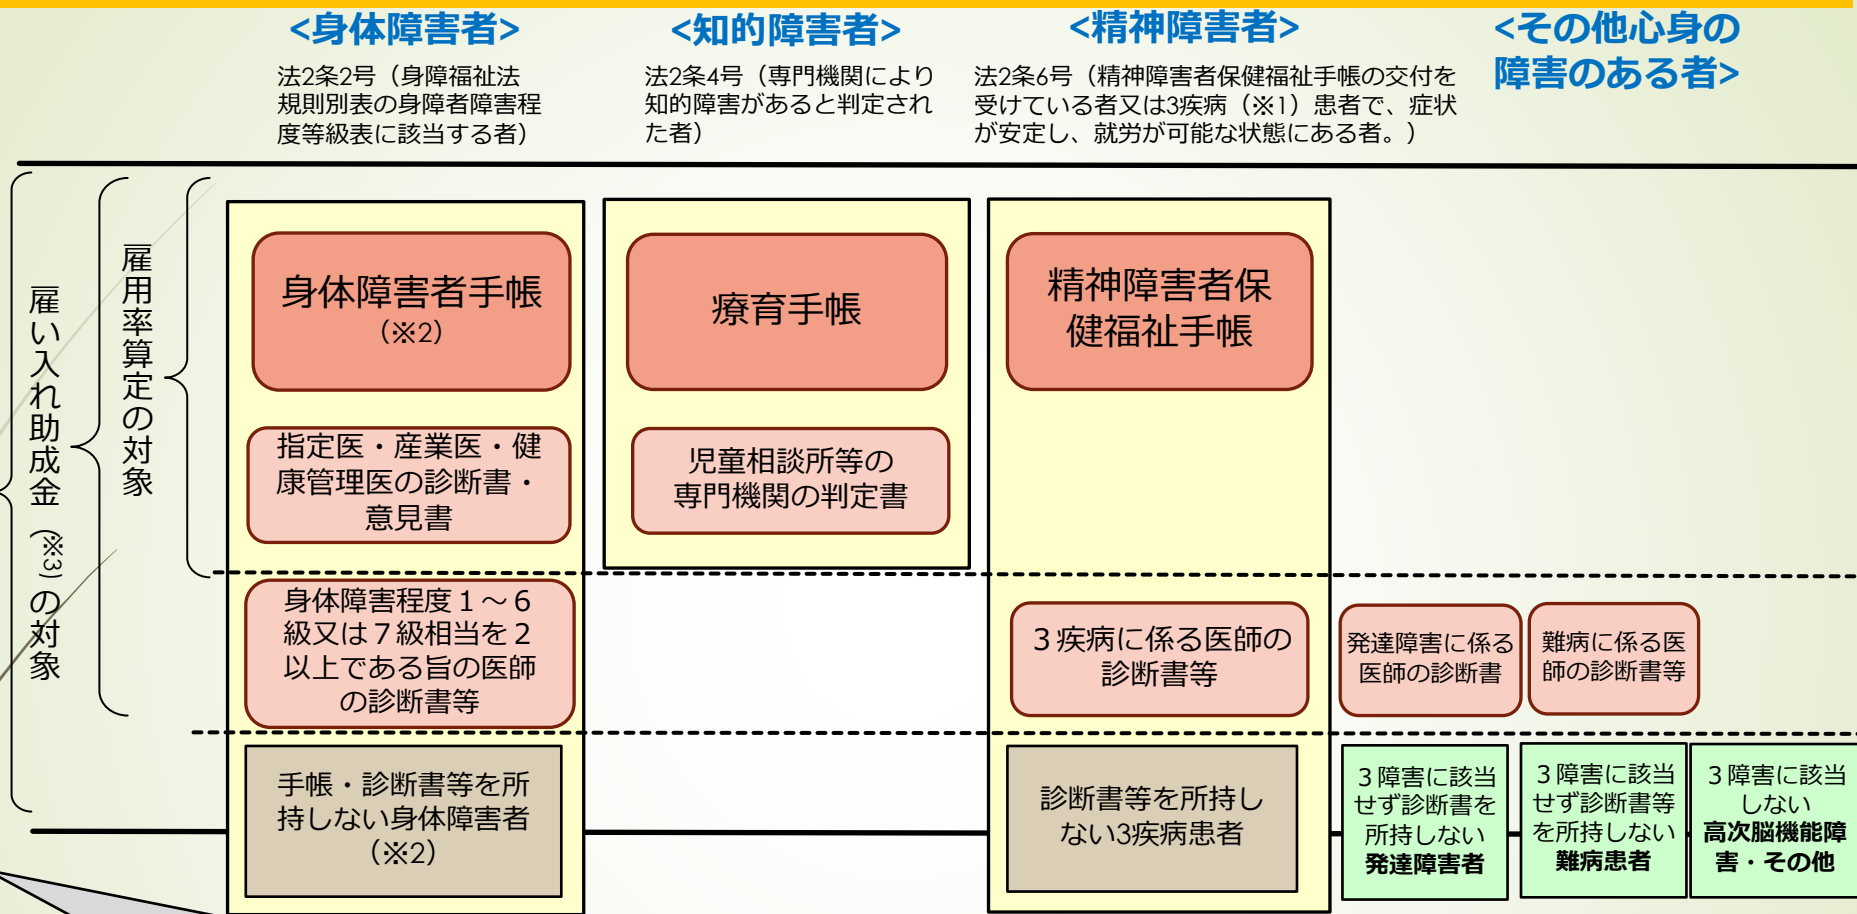 <身体障害者>
法2条2号（身障福祉法
規則別表の身障者障害程
度等級表に該当する者）
<知的障害者>
法2条4号（専門機関により
知的障害があると判定され
た者）
<精神障害者>
法2条6号（精神障害者保健福祉手帳の交付を
受けている者又は3疾病（※1）患者で、症状
が安定し、就労が可能な状態にある者。）
<その他心身の
障害のある者>
雇い入れ助成金（※3）の対象
雇用率算定の対象
身体障害者手帳
（※2）
療育手帳
精神障害者保
健福祉手帳
指定医・産業医・健
康管理医の診断書・
意見書
児童相談所等の
専門機関の判定書
身体障害程度１～６
級又は７級相当を２
以上である旨の医師
の診断書等
３疾病に係る医師の
診断書等
発達障害に係る
医師の診断書
難病に係る医
師の診断書等
手帳・診断書等を所
持しない身体障害者
（※2）
診断書等を所持し
ない3疾病患者
３障害に該当
せず診断書を
所持しない
発達障害者
３障害に該当
せず診断書等
を所持しない
難病患者
３障害に該当
しない
高次脳機能障
害・その他